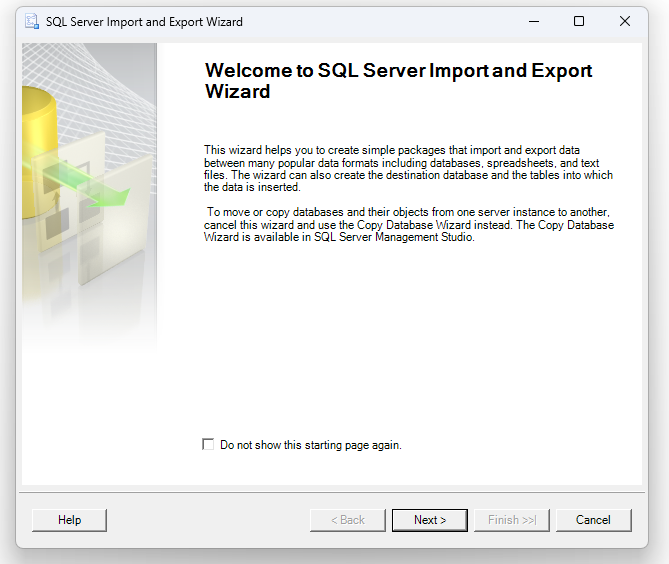 SQL Server Import and Export Wizard
Welcome to SQL Server Import and Export
Wizard
This wizard helps you to create simple packages that import and export data
between many popular data formats including databases, spreadsheets, and text
files. The wizard can also create the destination database and the tables into which
the data is inserted.
To move or copy databases and their objects from one server instance to another,
cancel this wizard and use the Copy Database Wizard instead. The Copy Database
Wizard is available in SQL Server Management Studio.
Do not show this starting page again.
Help
< Back
Next >
Finish >>|
Cancel